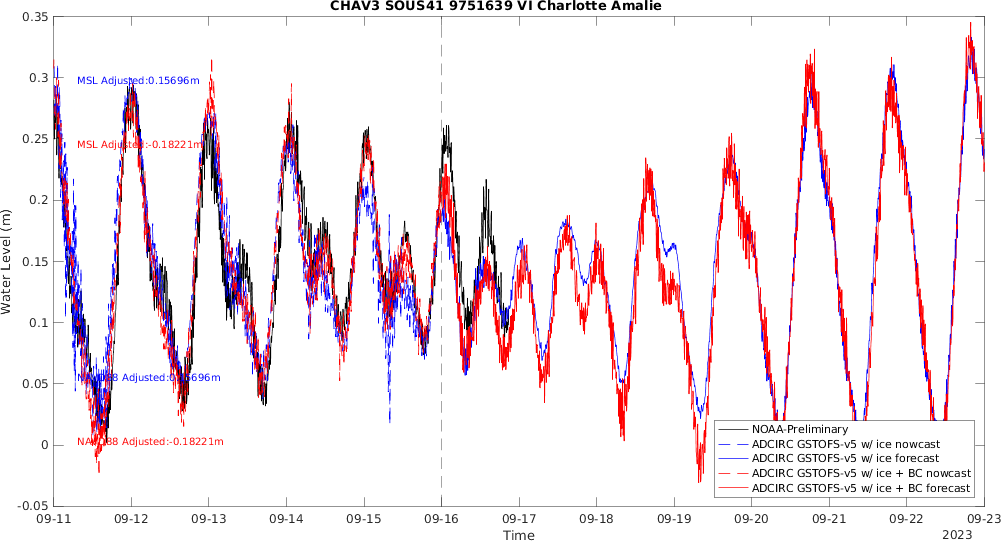 CHAV3 SOUS41 9751639 VI Charlotte Amalie
0.35
0.3
0.25
0.2
0.15
0.1
0.05
0
-0.05
Water Level (m)
MSL Adjusted:0.15696m
MSL Adjusted:-0.18221m
Adjusted:0.15696m
Adjusted:-0.18221m
NOAA-Preliminary
ADCIRC GSTOFS-v5 w/ ice nowcast
ADCIRC GSTOFS-v5 w/ ice forecast
ADCIRC GSTOFS-v5 w/ ice + BC nowcast
ADCIRC GSTOFS-v5 w/ ice + BC forecast
09-11 09-12 09-13 09-14 09-15 09-16 09-17 09-18 09-19 09-20 09-21 09-22 09-23
Time
2023